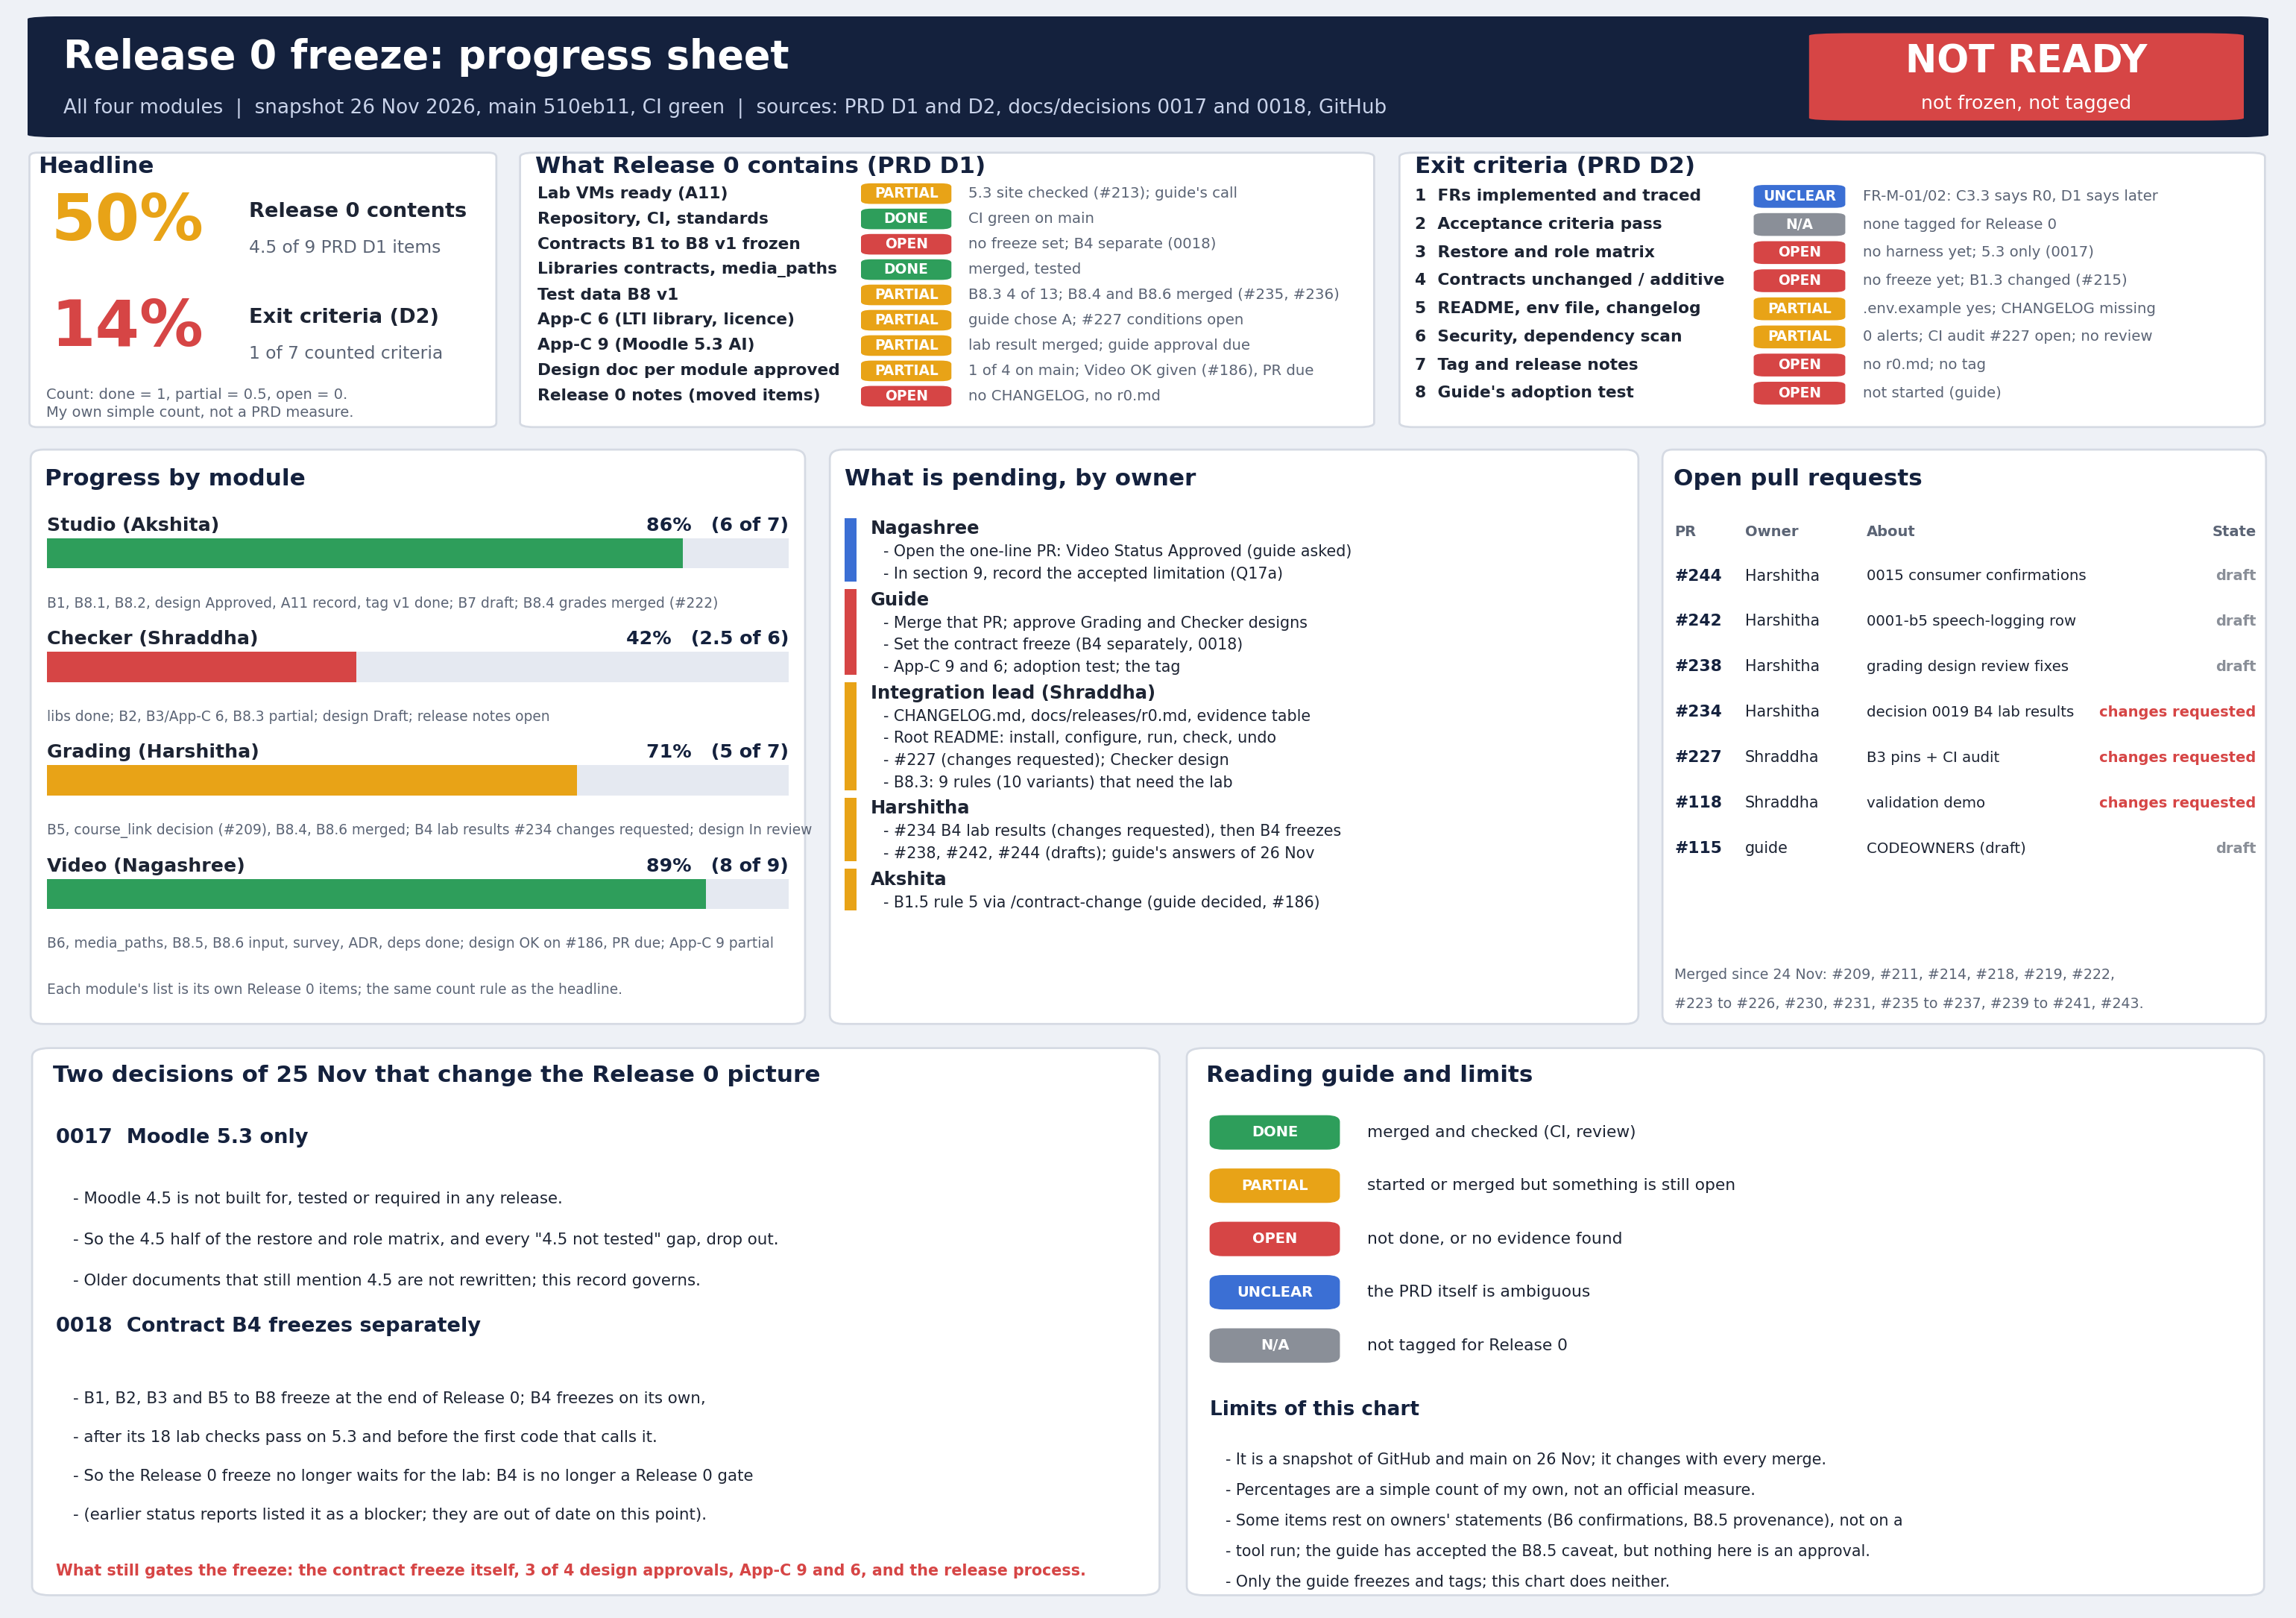 Release 0 freeze: progress sheet
All four modules | snapshot 26 Nov 2026, main 510eb11, CI green | sources: PRD D1 and D2, docs/decisions 0017 and 0018, GitHub
NOT READY
not frozen, not tagged
Headline
50%
Release 0 contents
4.5 of 9 PRD D1 items
14%
Exit criteria (D2)
1 of 7 counted criteria
Count: done = 1, partial = 0.5, open = 0.
My own simple count, not a PRD measure.
What Release 0 contains (PRD D1)
Lab VMs ready (A11) PARTIAL 5.3 site checked (#213); guide's call
Repository, CI, standards DONE CI green on main
Contracts B1 to B8 v1 frozen OPEN no freeze set; B4 separate (0018)
Libraries contracts, media_paths DONE merged, tested
Test data B8 v1 PARTIAL B8.3 4 of 13; B8.4 and B8.6 merged (#235, #236)
App-C 6 (LTI library, licence) PARTIAL guide chose A; #227 conditions open
App-C 9 (Moodle 5.3 AI) PARTIAL lab result merged; guide approval due
Design doc per module approved PARTIAL 1 of 4 on main; Video OK given (#186), PR due
Release 0 notes (moved items) OPEN no CHANGELOG, no r0.md
Exit criteria (PRD D2)
1 FRs implemented and traced UNCLEAR FR-M-01/02: C3.3 says R0, D1 says later
2 Acceptance criteria pass N/A none tagged for Release 0
3 Restore and role matrix OPEN no harness yet; 5.3 only (0017)
4 Contracts unchanged / additive OPEN no freeze yet; B1.3 changed (#215)
5 README, env file, changelog PARTIAL .env.example yes; CHANGELOG missing
6 Security, dependency scan PARTIAL 0 alerts; CI audit #227 open; no review
7 Tag and release notes OPEN no r0.md; no tag
8 Guide's adoption test OPEN not started (guide)
Progress by module
Studio (Akshita) 86% (6 of 7)
B1, B8.1, B8.2, design Approved, A11 record, tag v1 done; B7 draft; B8.4 grades merged (#222)
Checker (Shraddha) 42% (2.5 of 6)
libs done; B2, B3/App-C 6, B8.3 partial; design Draft; release notes open
Grading (Harshitha) 71% (5 of 7)
B5, course_link decision (#209), B8.4, B8.6 merged; B4 lab results #234 changes requested; design In review
Video (Nagashree) 89% (8 of 9)
B6, media_paths, B8.5, B8.6 input, survey, ADR, deps done; design OK on #186, PR due; App-C 9 partial
Each module's list is its own Release 0 items; the same count rule as the headline.
What is pending, by owner
Nagashree
- Open the one-line PR: Video Status Approved (guide asked)
- In section 9, record the accepted limitation (Q17a)
Guide
- Merge that PR; approve Grading and Checker designs
- Set the contract freeze (B4 separately, 0018)
- App-C 9 and 6; adoption test; the tag
Integration lead (Shraddha)
- CHANGELOG.md, docs/releases/r0.md, evidence table
- Root README: install, configure, run, check, undo
- #227 (changes requested); Checker design
- B8.3: 9 rules (10 variants) that need the lab
Harshitha
- #234 B4 lab results (changes requested), then B4 freezes
- #238, #242, #244 (drafts); guide's answers of 26 Nov
Akshita
- B1.5 rule 5 via /contract-change (guide decided, #186)
Open pull requests
PR Owner About State
#244 Harshitha 0015 consumer confirmations draft
#242 Harshitha 0001-b5 speech-logging row draft
#238 Harshitha grading design review fixes draft
#234 Harshitha decision 0019 B4 lab results changes requested
#227 Shraddha B3 pins + CI audit changes requested
#118 Shraddha validation demo changes requested
#115 guide CODEOWNERS (draft) draft
Merged since 24 Nov: #209, #211, #214, #218, #219, #222,
#223 to #226, #230, #231, #235 to #237, #239 to #241, #243.
Two decisions of 25 Nov that change the Release 0 picture
0017 Moodle 5.3 only
- Moodle 4.5 is not built for, tested or required in any release.
- So the 4.5 half of the restore and role matrix, and every "4.5 not tested" gap, drop out.
- Older documents that still mention 4.5 are not rewritten; this record governs.
0018 Contract B4 freezes separately
- B1, B2, B3 and B5 to B8 freeze at the end of Release 0; B4 freezes on its own,
- after its 18 lab checks pass on 5.3 and before the first code that calls it.
- So the Release 0 freeze no longer waits for the lab: B4 is no longer a Release 0 gate
- (earlier status reports listed it as a blocker; they are out of date on this point).
What still gates the freeze: the contract freeze itself, 3 of 4 design approvals, App-C 9 and 6, and the release process.
Reading guide and limits
DONE merged and checked (CI, review)
PARTIAL started or merged but something is still open
OPEN not done, or no evidence found
UNCLEAR the PRD itself is ambiguous
N/A not tagged for Release 0
Limits of this chart
- It is a snapshot of GitHub and main on 26 Nov; it changes with every merge.
- Percentages are a simple count of my own, not an official measure.
- Some items rest on owners' statements (B6 confirmations, B8.5 provenance), not on a
- tool run; the guide has accepted the B8.5 caveat, but nothing here is an approval.
- Only the guide freezes and tags; this chart does neither.